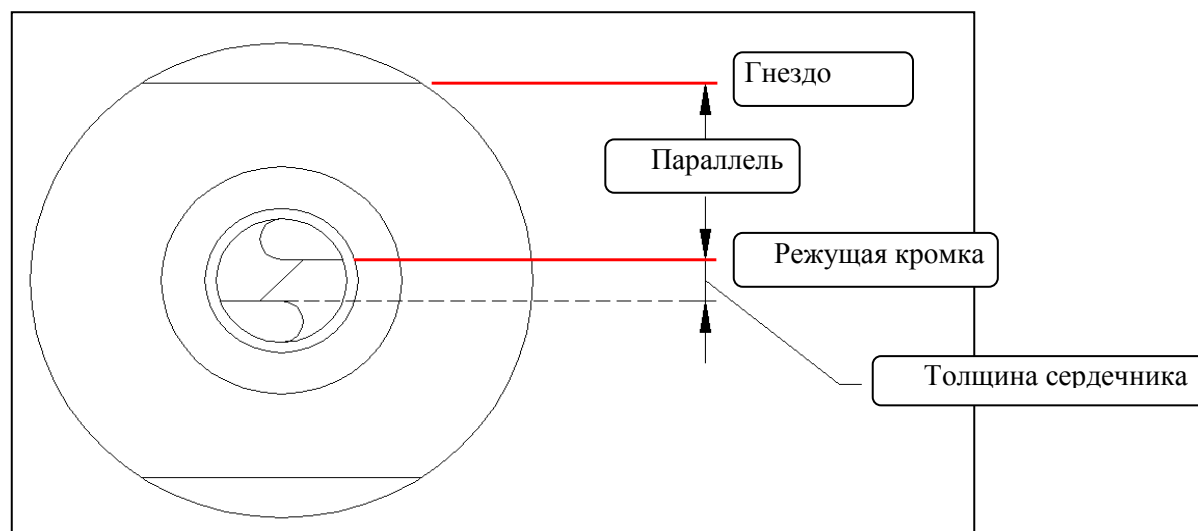 Гнездо
Параллель
Режущая кромка
Толщина сердечника